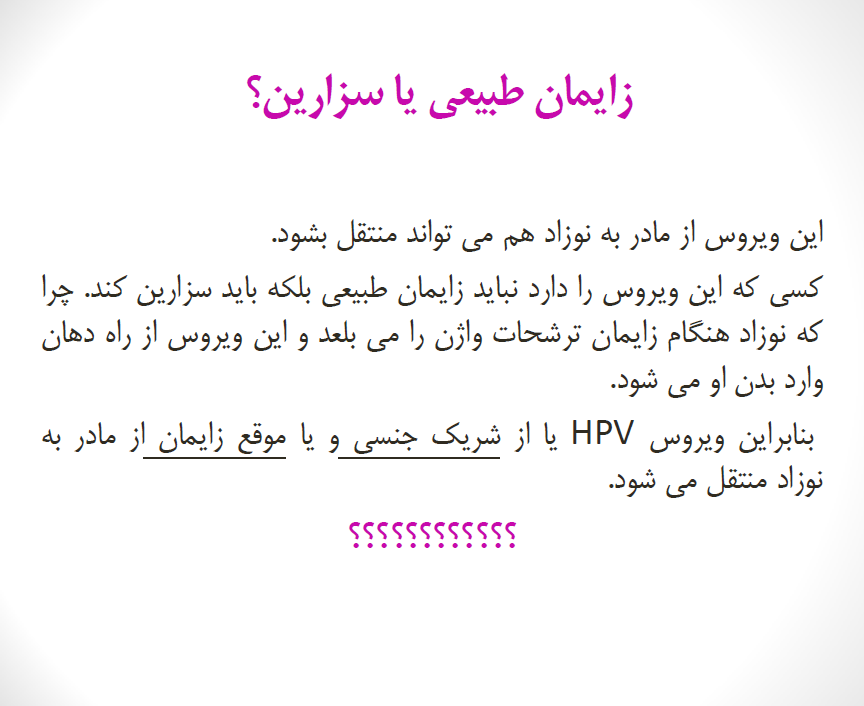 زایمان طبیعی یا سزارین؟
این ویروس از مادر به نوزاد هم می تواند منتقل بشود.
کسی که این ویروس را دارد نباید زایمان طبیعی بلکه باید سزارین کند. چرا
که نوزاد هنگام زایمان ترشحات واژن را می بلعد و این ویروس از راه دهان
وارد بدن او می شود.
بنابراین ویروس HPV یا از شریک جنسی و یا موقع زایمان از مادر به
نوزاد منتقل می شود.
؟؟؟؟؟؟؟؟؟؟؟؟